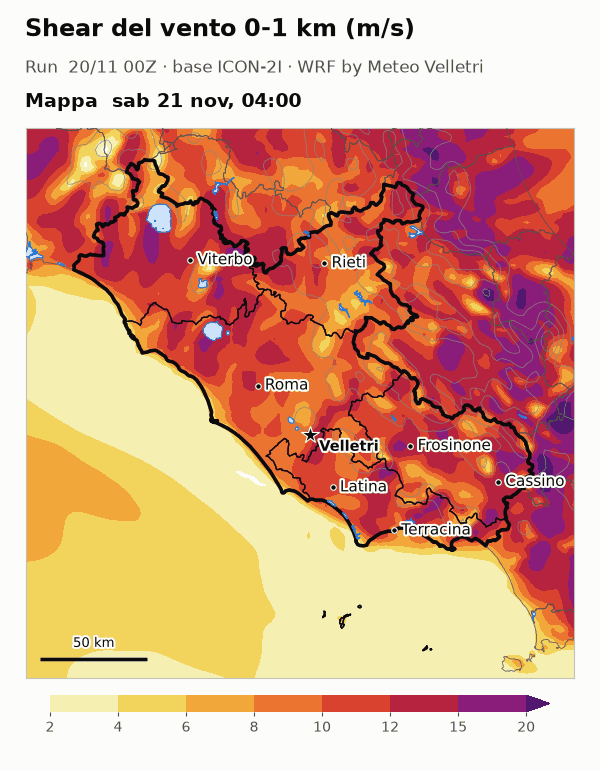 Shear del vento 0-1 km (m/s)
Run  20/11 00Z · base ICON-2I · WRF by Meteo Velletri
Mappa  sab 21 nov, 04:00
Viterbo
Rieti
Roma
Velletri
Frosinone
Latina
Cassino
Terracina
50 km
2 4 6 8 10 12 15 20